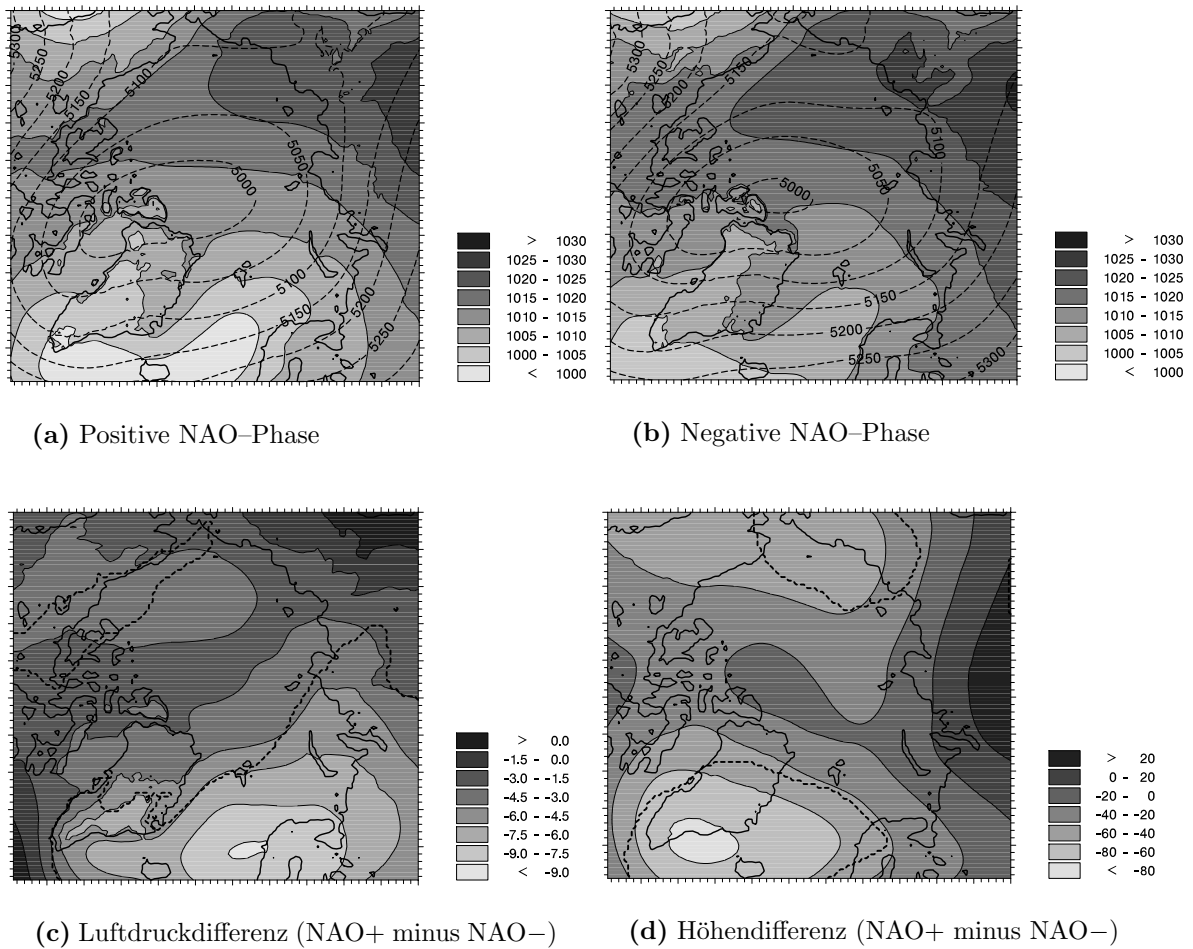 5300
5250
5200
5150
5100
5050
5000
5100
5150
5200
5250
> 1030
1025 - 1030
1020 - 1025
1015 - 1020
1010 - 1015
1005 - 1010
1000 - 1005
< 1000
(a) Positive NAO–Phase
5300
5250
5200
5150
5100
5050
5000
5150
5200
5250
5300
> 1030
1025 - 1030
1020 - 1025
1015 - 1020
1010 - 1015
1005 - 1010
1000 - 1005
< 1000
(b) Negative NAO–Phase
> 0.0
-1.5 - 0.0
-3.0 - -1.5
-4.5 - -3.0
-6.0 - -4.5
-7.5 - -6.0
-9.0 - -7.5
< -9.0
(c) Luftdruckdifferenz (NAO+ minus NAO−)
> 20
0 - 20
-20 - 0
-40 - -20
-60 - -40
-80 - -60
< -80
(d) Höhendifferenz (NAO+ minus NAO−)